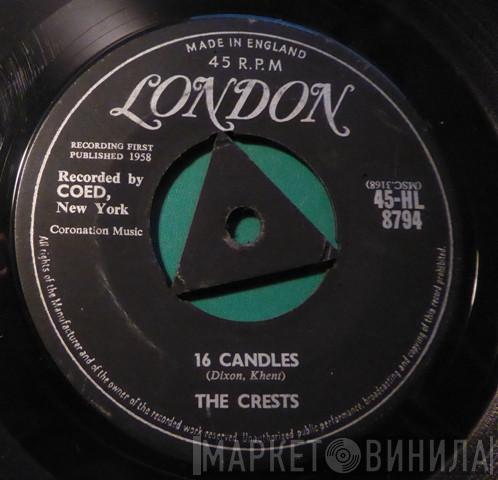 MADE IN ENGLAND
45 R.P.M
LONDON
RECORDING FIRST
PUBLISHED 1958
Recorded by
COED,
New York
Coronation Music
(MSC.3168)
45-HL
8794
16 CANDLES
(Dixon, Khent)
THE CRESTS
All rights of the Manufacturer and of the owner of the recorded work reserved. Unauthorised public performance, broadcasting and copying of this record prohibited.
МАРКЕТ ВИНИЛА